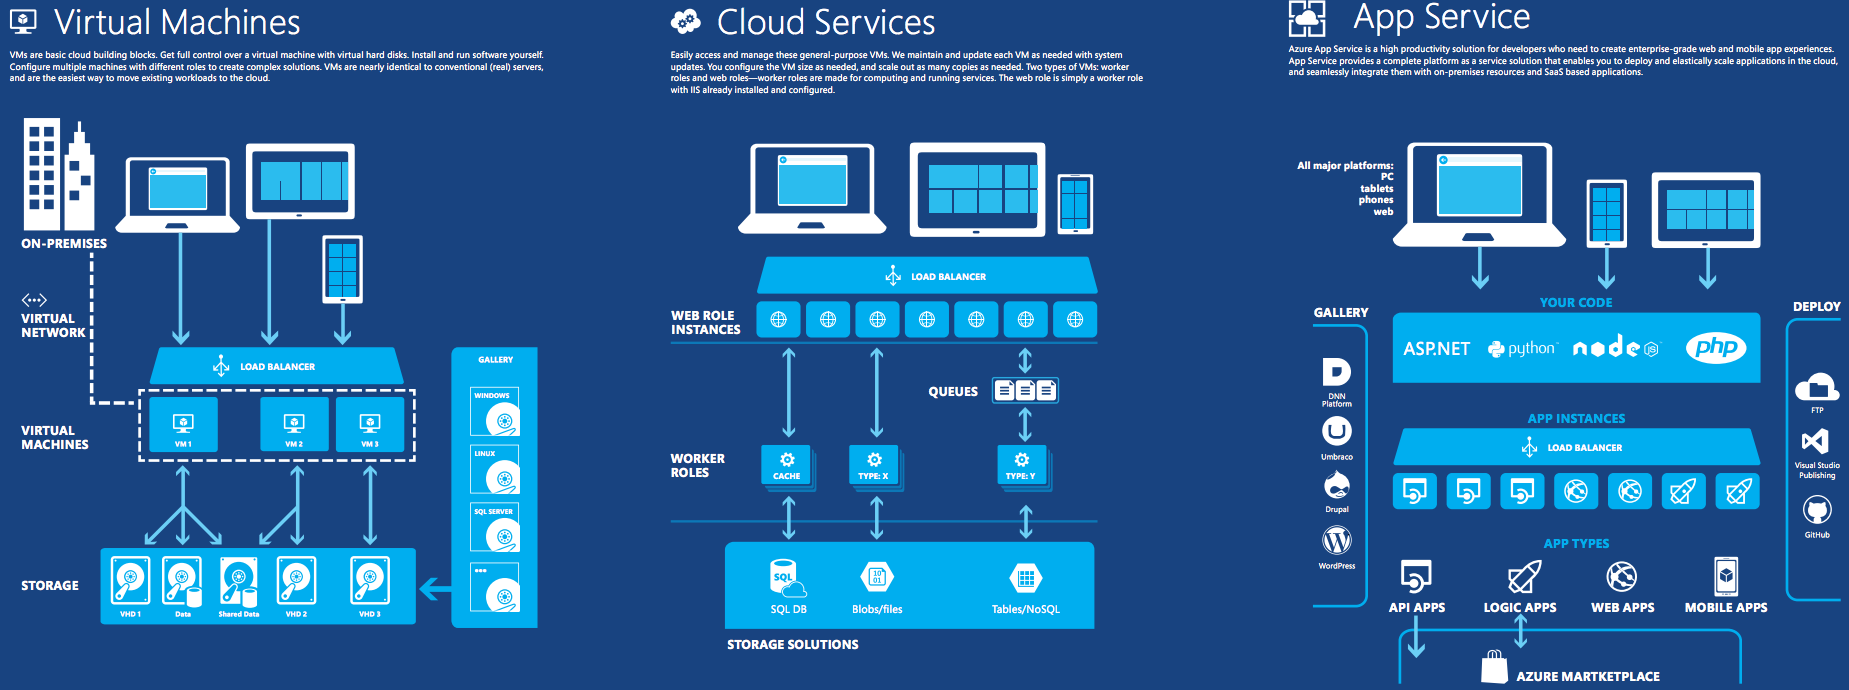 Virtual Machines
VMs are basic cloud building blocks. Get full control over a virtual machine with virtual hard disks. Install and run software yourself.
Configure multiple machines with different roles to create complex solutions. VMs are nearly identical to conventional (real) servers,
and are the easiest way to move existing workloads to the cloud.
ON-PREMISES
VIRTUAL
NETWORK
LOAD BALANCER
VIRTUAL
MACHINES
VM 1
VM 2
VM 3
STORAGE
VHD 1
Data
Shared Data
VHD 2
VHD 3
GALLERY
WINDOWS
LINUX
SQL SERVER
...
Cloud Services
Easily access and manage these general-purpose VMs. We maintain and update each VM as needed with system
updates. You configure the VM size as needed, and scale out as many copies as needed. Two types of VMs: worker
roles and web roles—worker roles are made for computing and running services. The web role is simply a worker role
with IIS already installed and configured.
LOAD BALANCER
WEB ROLE
INSTANCES
QUEUES
WORKER
ROLES
CACHE
TYPE: X
TYPE: Y
SQL
SQL DB
10
01
Blobs/files
Tables/NoSQL
STORAGE SOLUTIONS
App Service
Azure App Service is a high productivity solution for developers who need to create enterprise-grade web and mobile app experiences.
App Service provides a complete platform as a service solution that enables you to deploy and elastically scale applications in the cloud,
and seamlessly integrate them with on-premises resources and SaaS based applications.
All major platforms:
PC
tablets
phones
web
GALLERY
DNN
Platform
Umbraco
Drupal
WordPress
YOUR CODE
ASP.NET
python
node JS
php
APP INSTANCES
LOAD BALANCER
APP TYPES
API APPS
LOGIC APPS
WEB APPS
MOBILE APPS
AZURE MARTKETPLACE
DEPLOY
FTP
Visual Studio
Publishing
GitHub